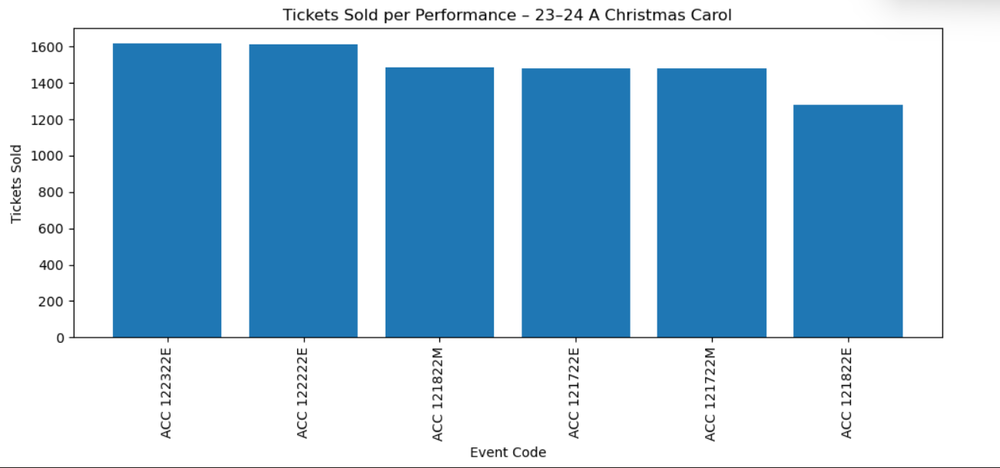 Tickets Sold per Performance – 23–24 A Christmas Carol
Tickets Sold
1600
1400
1200
1000
800
600
400
200
0
ACC 122322E
ACC 122222E
ACC 121822M
ACC 121722E
ACC 121722M
ACC 121822E
Event Code